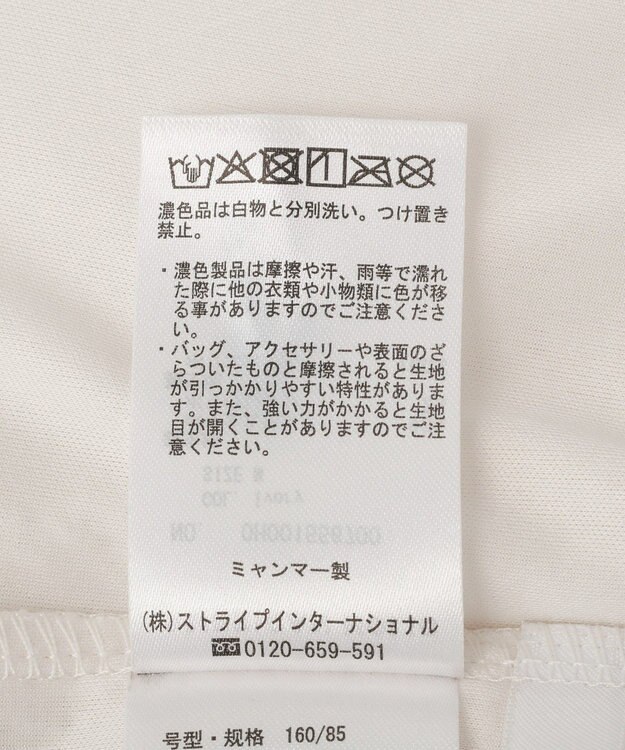 濃色品は白物と分別洗い。つけ置き
禁止。
・濃色製品は摩擦や汗、雨等で濡れ
た際に他の衣類や小物類に色が移
る事がありますのでご注意くださ
い。
・バッグ、アクセサリーや表面のざ
らついたものと摩擦されると生地
が引っかかりやすい特性がありま
す。また、強い力がかかると生地
目が開くことがありますのでご注
意ください。
SIZE M
COL Ivory
NO.
ミャンマー製
(株)ストライプインターナショナル
0120-659-591
号型・规格 160/85